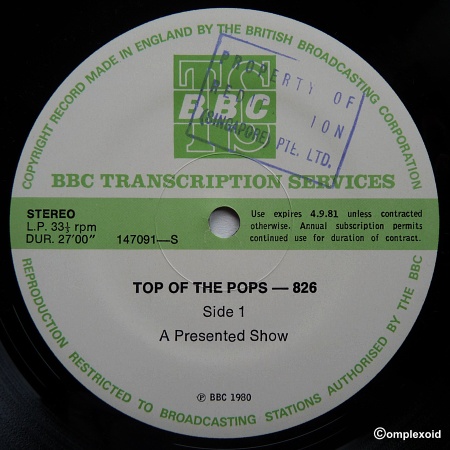 COPYRIGHT RECORD MADE IN ENGLAND BY THE BRITISH BROADCASTING CORPORATION
TS
BBC
PROPERTY OF
ION
(SINGAPORE) PTE. LTD.
BBC TRANSCRIPTION SERVICES
STEREO
L.P. 33⅓ rpm
DUR. 27'00" 147091—S
Use expires 4.9.81 unless contracted
otherwise. Annual subscription permits
continued use for duration of contract.
TOP OF THE POPS — 826
Side 1
A Presented Show
℗ BBC 1980
REPRODUCTION RESTRICTED TO BROADCASTING STATIONS AUTHORISED BY THE BBC
©omplexoid